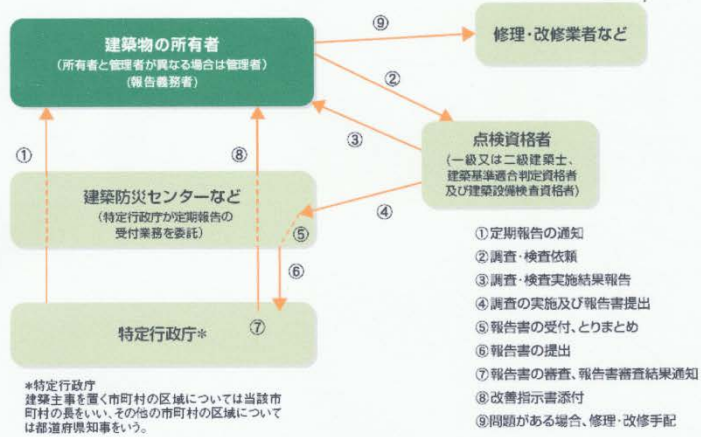 ⑨
建築物の所有者
(所有者と管理者が異なる場合は管理者)
(報告義務者)
修理・改修業者など
②
③
①
⑧
点検資格者
(一級又は二級建築士、
建築基準適合判定資格者
及び建築設備検査資格者)
建築防災センターなど
(特定行政庁が定期報告の
受付業務を委託)
④
⑤
⑥
特定行政庁*
⑦
①定期報告の通知
②調査・検査依頼
③調査・検査実施結果報告
④調査の実施及び報告書提出
⑤報告書の受付、とりまとめ
⑥報告書の提出
⑦報告書の審査、報告書審査結果通知
⑧改善指示書添付
⑨問題がある場合、修理・改修手配
*特定行政庁
建築主事を置く市町村の区域については当該市
町村の長をいい、その他の市町村の区域について
は都道府県知事をいう。